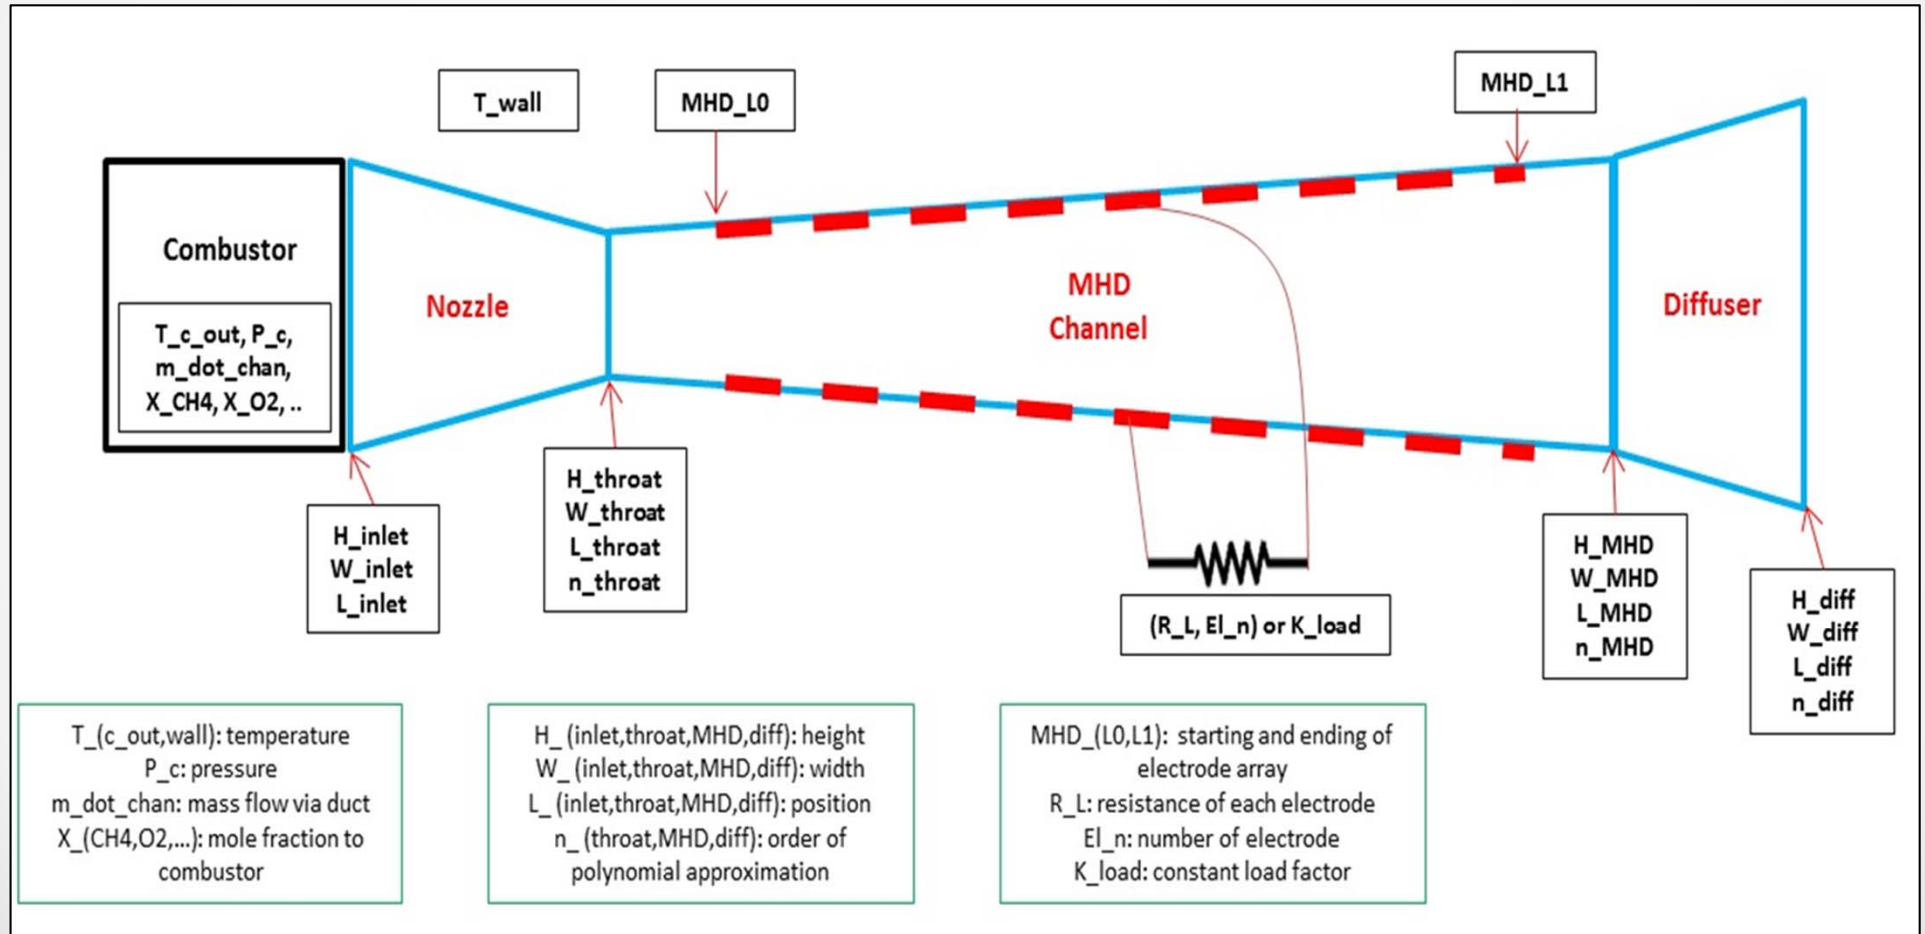 T_wall
MHD_L0
MHD_L1
Combustor
T_c_out, P_c,
m_dot_chan,
X_CH4, X_O2, ..
Nozzle
MHD
Channel
Diffuser
H_inlet
W_inlet
L_inlet
H_throat
W_throat
L_throat
n_throat
(R_L, El_n) or K_load
H_MHD
W_MHD
L_MHD
n_MHD
H_diff
W_diff
L_diff
n_diff
T_(c_out,wall): temperature
P_c: pressure
m_dot_chan: mass flow via duct
X_(CH4,O2,...): mole fraction to
combustor
H_ (inlet,throat,MHD,diff): height
W_ (inlet,throat,MHD,diff): width
L_ (inlet,throat,MHD,diff): position
n_ (throat,MHD,diff): order of
polynomial approximation
MHD_(L0,L1): starting and ending of
electrode array
R_L: resistance of each electrode
El_n: number of electrode
K_load: constant load factor